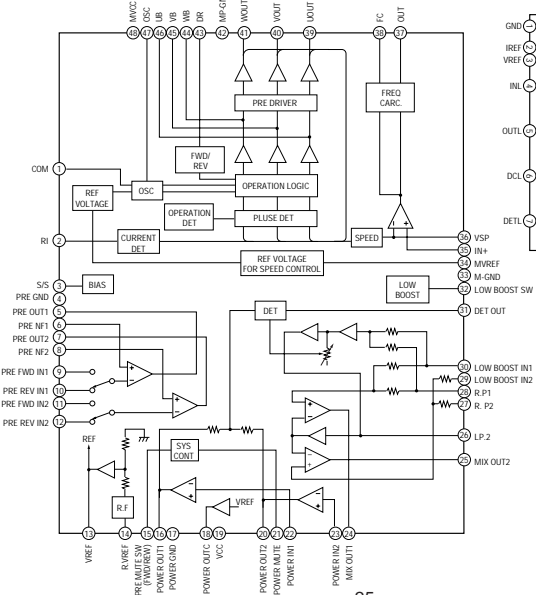 MVCC
OSC
UB
VB
WB
DR
MP-G
WOUT
VOUT
UOUT
FC
OUT
48
47
46
45
44
43
42
41
40
39
38
37
PRE DRIVER
FREQ
CARC.
FWD/
REV
COM
1
REF
VOLTAGE
OSC
OPERATION LOGIC
OPERATION
DET
PLUSE DET
RI
2
CURRENT
DET
SPEED
REF VOLTAGE
FOR SPEED CONTROL
36
VSP
35
IN+
34
MVREF
33
M-GND
32
LOW BOOST SW
31
DET OUT
S/S
3
BIAS
LOW
BOOST
PRE GND
4
PRE OUT1
5
PRE NF1
6
PRE OUT2
7
PRE NF2
8
PRE FWD IN1
9
PRE REV IN1
10
PRE FWD IN2
11
PRE REV IN2
12
DET
30
LOW BOOST IN1
29
LOW BOOST IN2
28
R.P1
27
R. P2
26
LP.2
25
MIX OUT2
REF
SYS
CONT
R.F
VREF
13
14
15
16
17
18
19
20
21
22
23
24
VREF
R.VREF
PRE MUTE SW
(FWD/REW)
POWER OUT1
POWER GND
POWER OUTC
VCC
POWER OUT2
POWER MUTE
POWER IN1
POWER IN2
MIX OUT1
GND
1
IREF
2
VREF
3
INL
4
OUTL
5
DCL
6
DETL
7